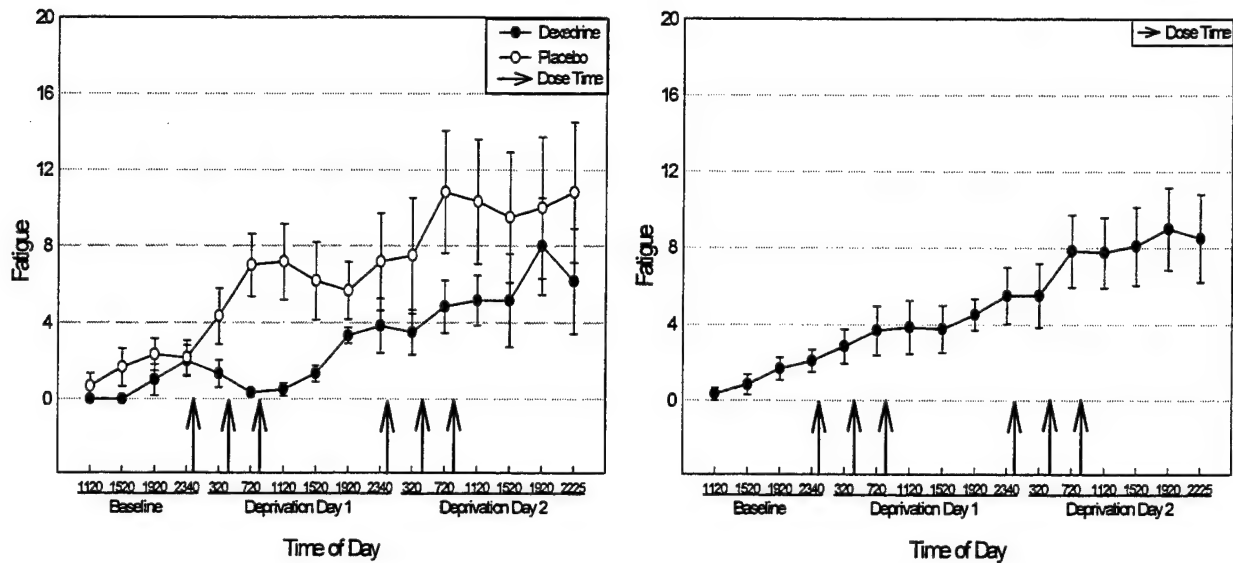 20
16
12
8
4
0
Fatigue
Dexedrine
Placebo
Dose Time
1120 1520 1920 2340 320 720 1120 1520 1920 2340 320 720 1120 1520 1920 2225
Baseline Deprivation Day 1 Deprivation Day 2
Time of Day
20
16
12
8
4
0
Fatigue
Dose Time
1120 1520 1920 2340 320 720 1120 1520 1920 2340 320 720 1120 1520 1920 2225
Baseline Deprivation Day 1 Deprivation Day 2
Time of Day